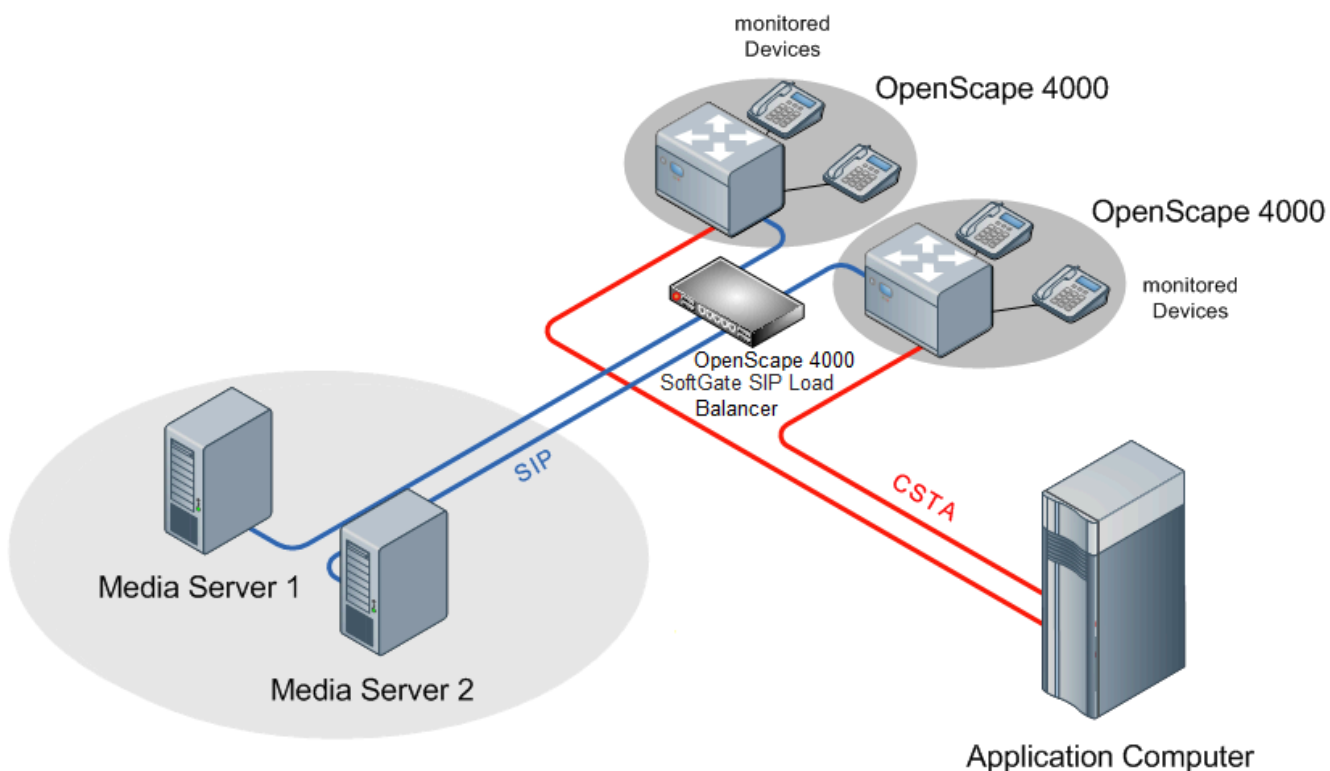 monitored
Devices
OpenScape 4000
OpenScape 4000
monitored
Devices
OpenScape 4000
SoftGate SIP Load
Balancer
SIP
CSTA
Media Server 1
Media Server 2
Application Computer